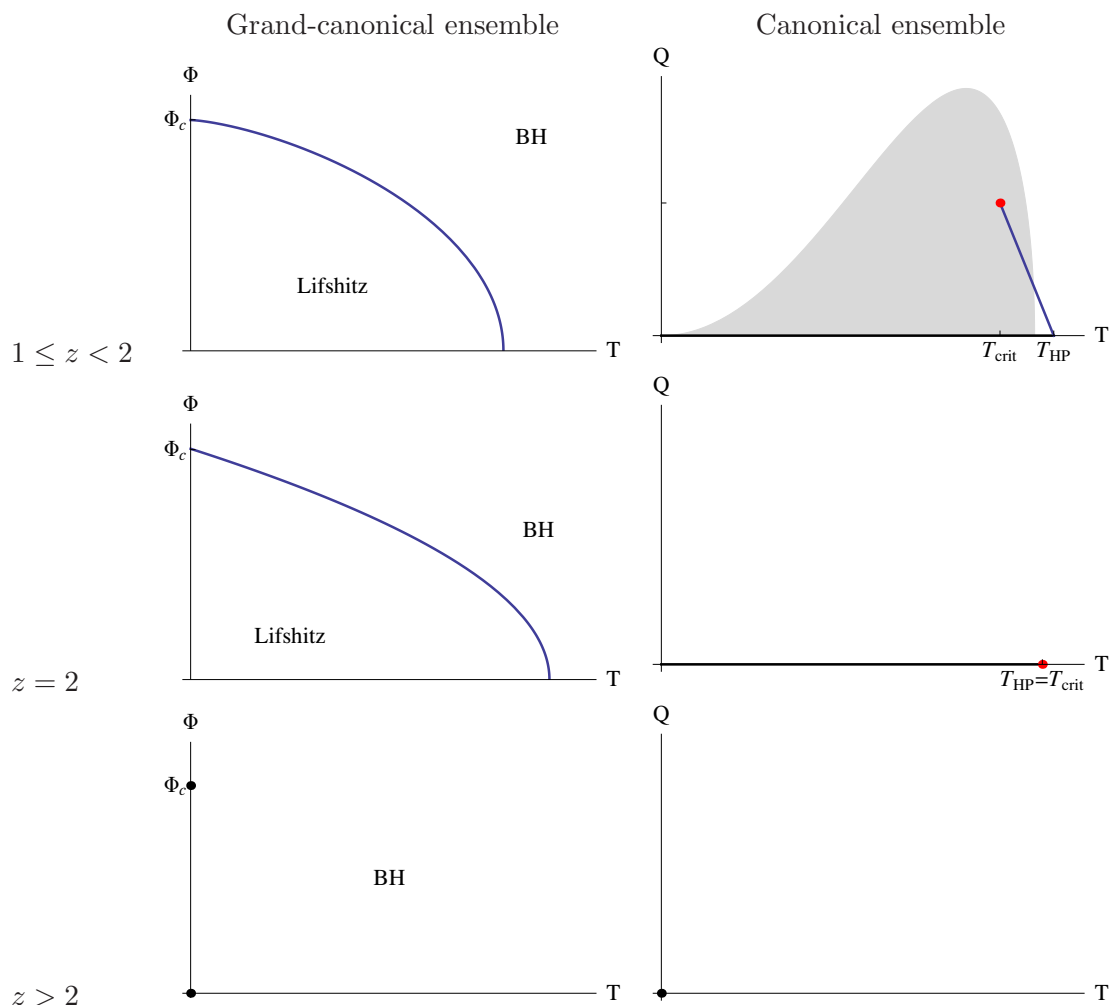 Grand-canonical ensemble
Canonical ensemble
Φ
Φc
BH
Lifshitz
T
Q
Tcrit
THP
T
1 ≤ z < 2
Φ
Φc
BH
Lifshitz
T
Q
THP=Tcrit
T
z = 2
Φ
Φc
BH
T
Q
T
z > 2